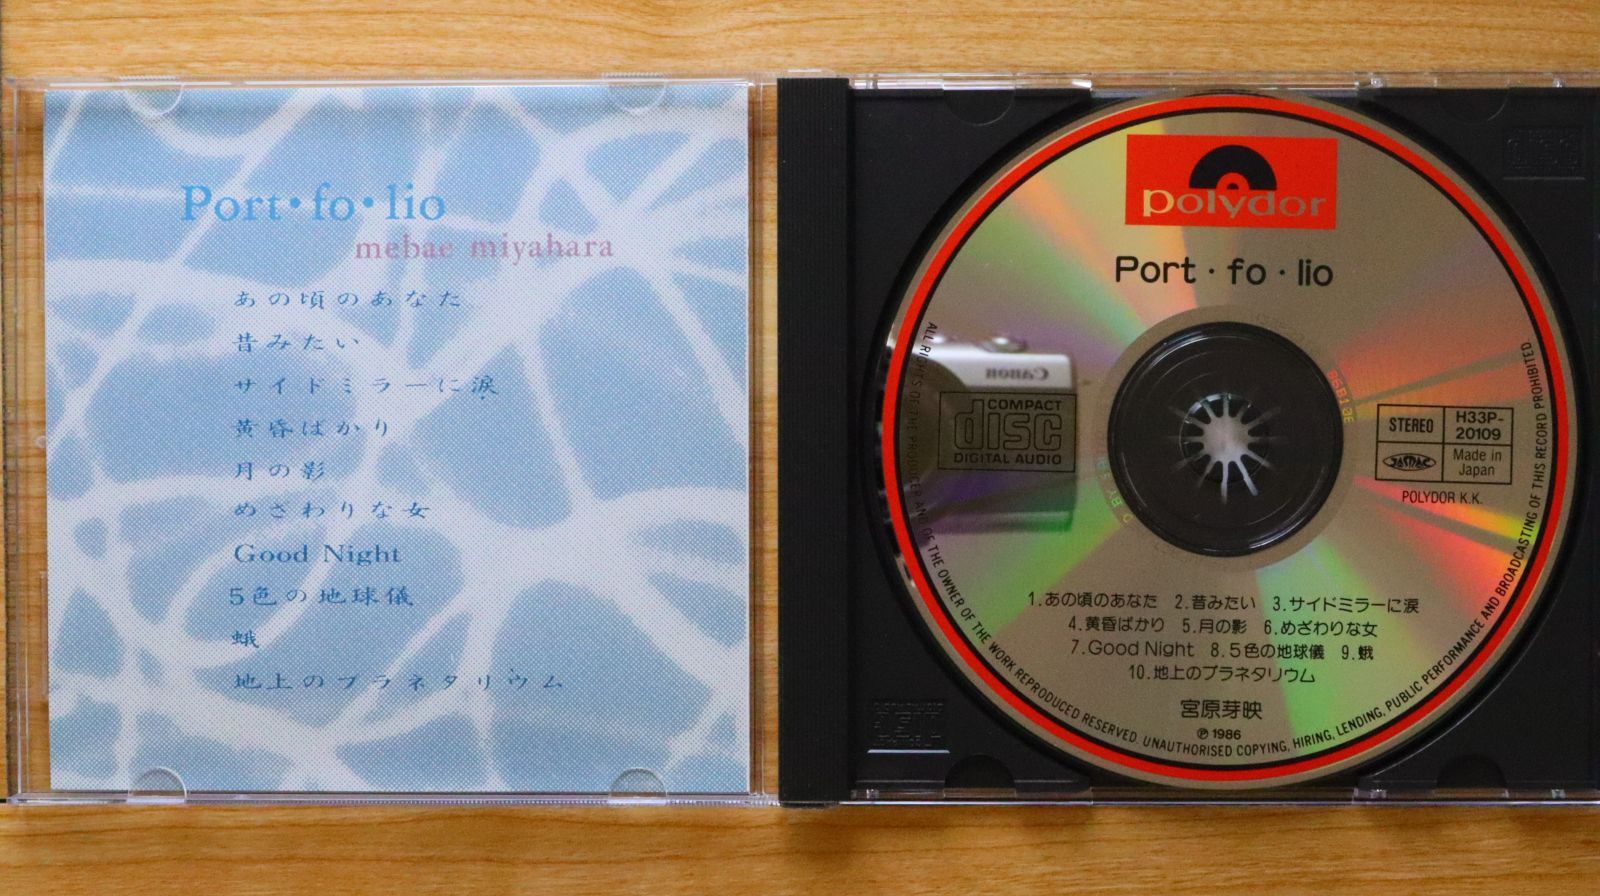 Port・fo・lio
mebae miyahara
あの頃のあなた
昔みたい
サイドミラーに涙
黄昏ばかり
月の影
めざわりな女
Good Night
5色の地球儀
蛾
地上のプラネタリウム
polydor
Port・fo・lio
Canon
COMPACT
disc
DIGITAL AUDIO
STEREO
H33P-
20109
JASRAC
Made in
Japan
POLYDOR K.K.
1.あの頃のあなた 2.昔みたい 3.サイドミラーに涙
4.黄昏ばかり 5.月の影 6.めざわりな女
7.Good Night 8.5色の地球儀 9.蛾
10.地上のプラネタリウム
宮原芽映
Ⓟ 1986
ALL RIGHTS OF THE PRODUCER AND OF THE OWNER OF THE WORK REPRODUCED RESERVED. UNAUTHORISED COPYING, HIRING, LENDING, PUBLIC PERFORMANCE AND BROADCASTING OF THIS RECORD PROHIBITED.